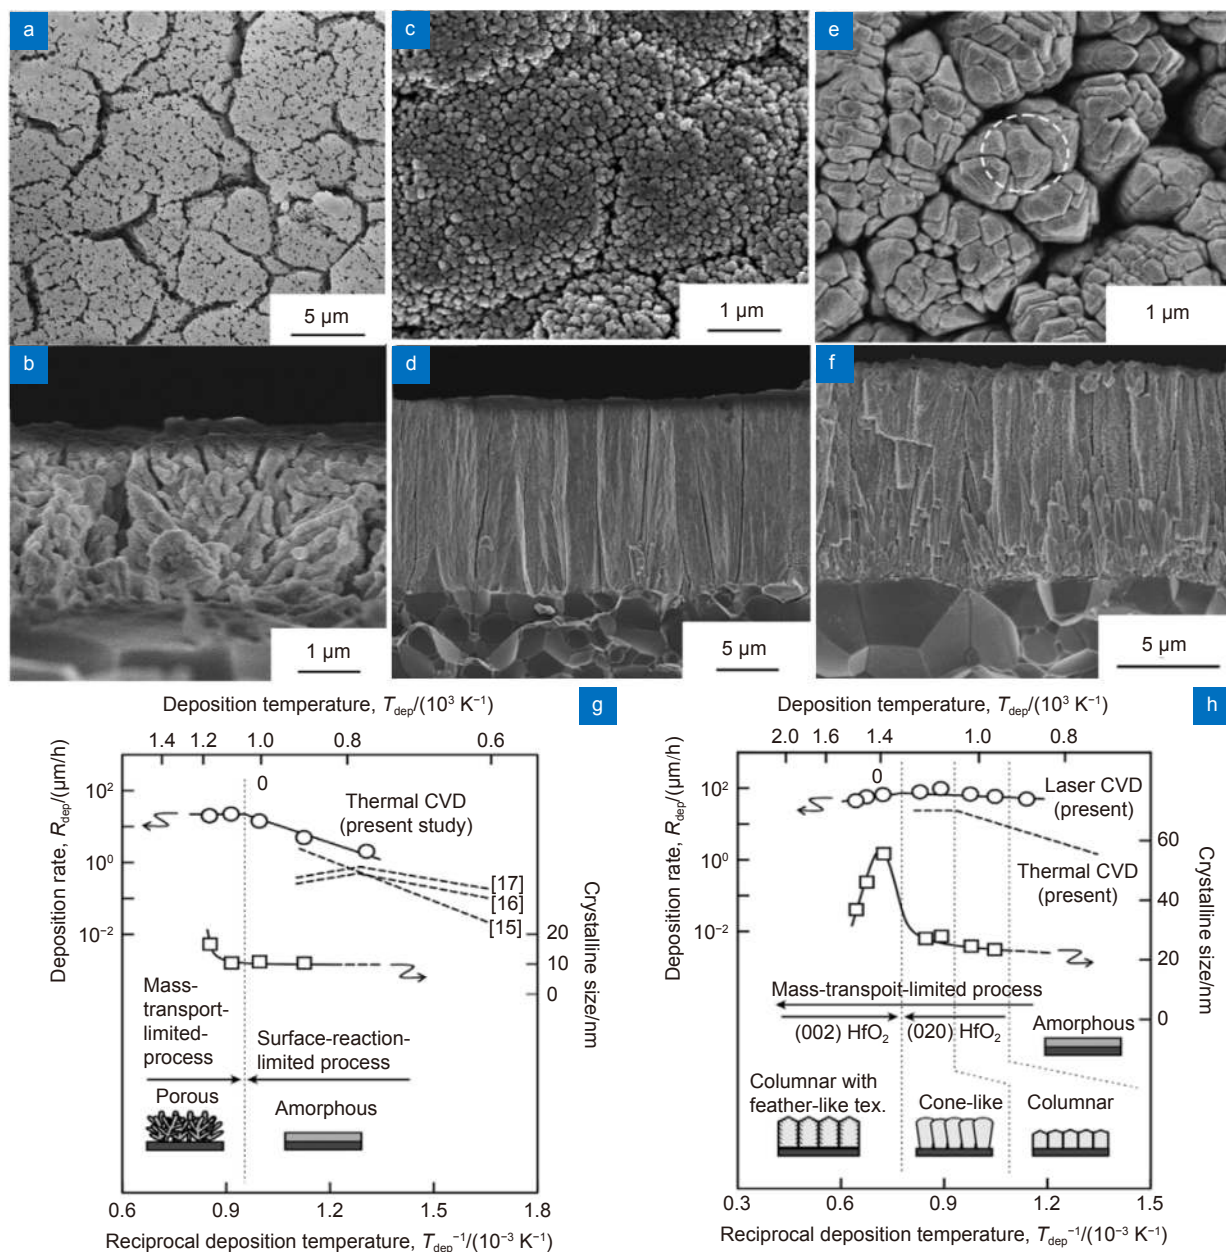 a
5 μm
c
1 μm
e
1 μm
b
1 μm
d
5 μm
f
5 μm
g
Deposition temperature, T_dep/(10³ K⁻¹)
1.4 1.2 1.0 0.8 0.6
Deposition rate, R_dep/(μm/h)
10²
10⁰
10⁻²
0
Thermal CVD
(present study)
[17]
[16]
[15]
20
10
0
Crystalline size/nm
Mass-
transport-
limited-
process
Surface-reaction-
limited process
Porous
Amorphous
0.6 0.9 1.2 1.5 1.8
Reciprocal deposition temperature, T_dep⁻¹/(10⁻³ K⁻¹)
h
Deposition temperature, T_dep/(10³ K⁻¹)
2.0 1.6 1.4 1.0 0.8
Deposition rate, R_dep/(μm/h)
10²
10⁰
10⁻²
0
Laser CVD
(present)
Thermal CVD
(present)
60
40
20
0
Crystalline size/nm
Mass-transpoit-limited process
(002) HfO₂
(020) HfO₂
Amorphous
Columnar with
feather-like tex.
Cone-like
Columnar
0.3 0.6 0.9 1.2 1.5
Reciprocal deposition temperature, T_dep⁻¹/(10⁻³ K⁻¹)